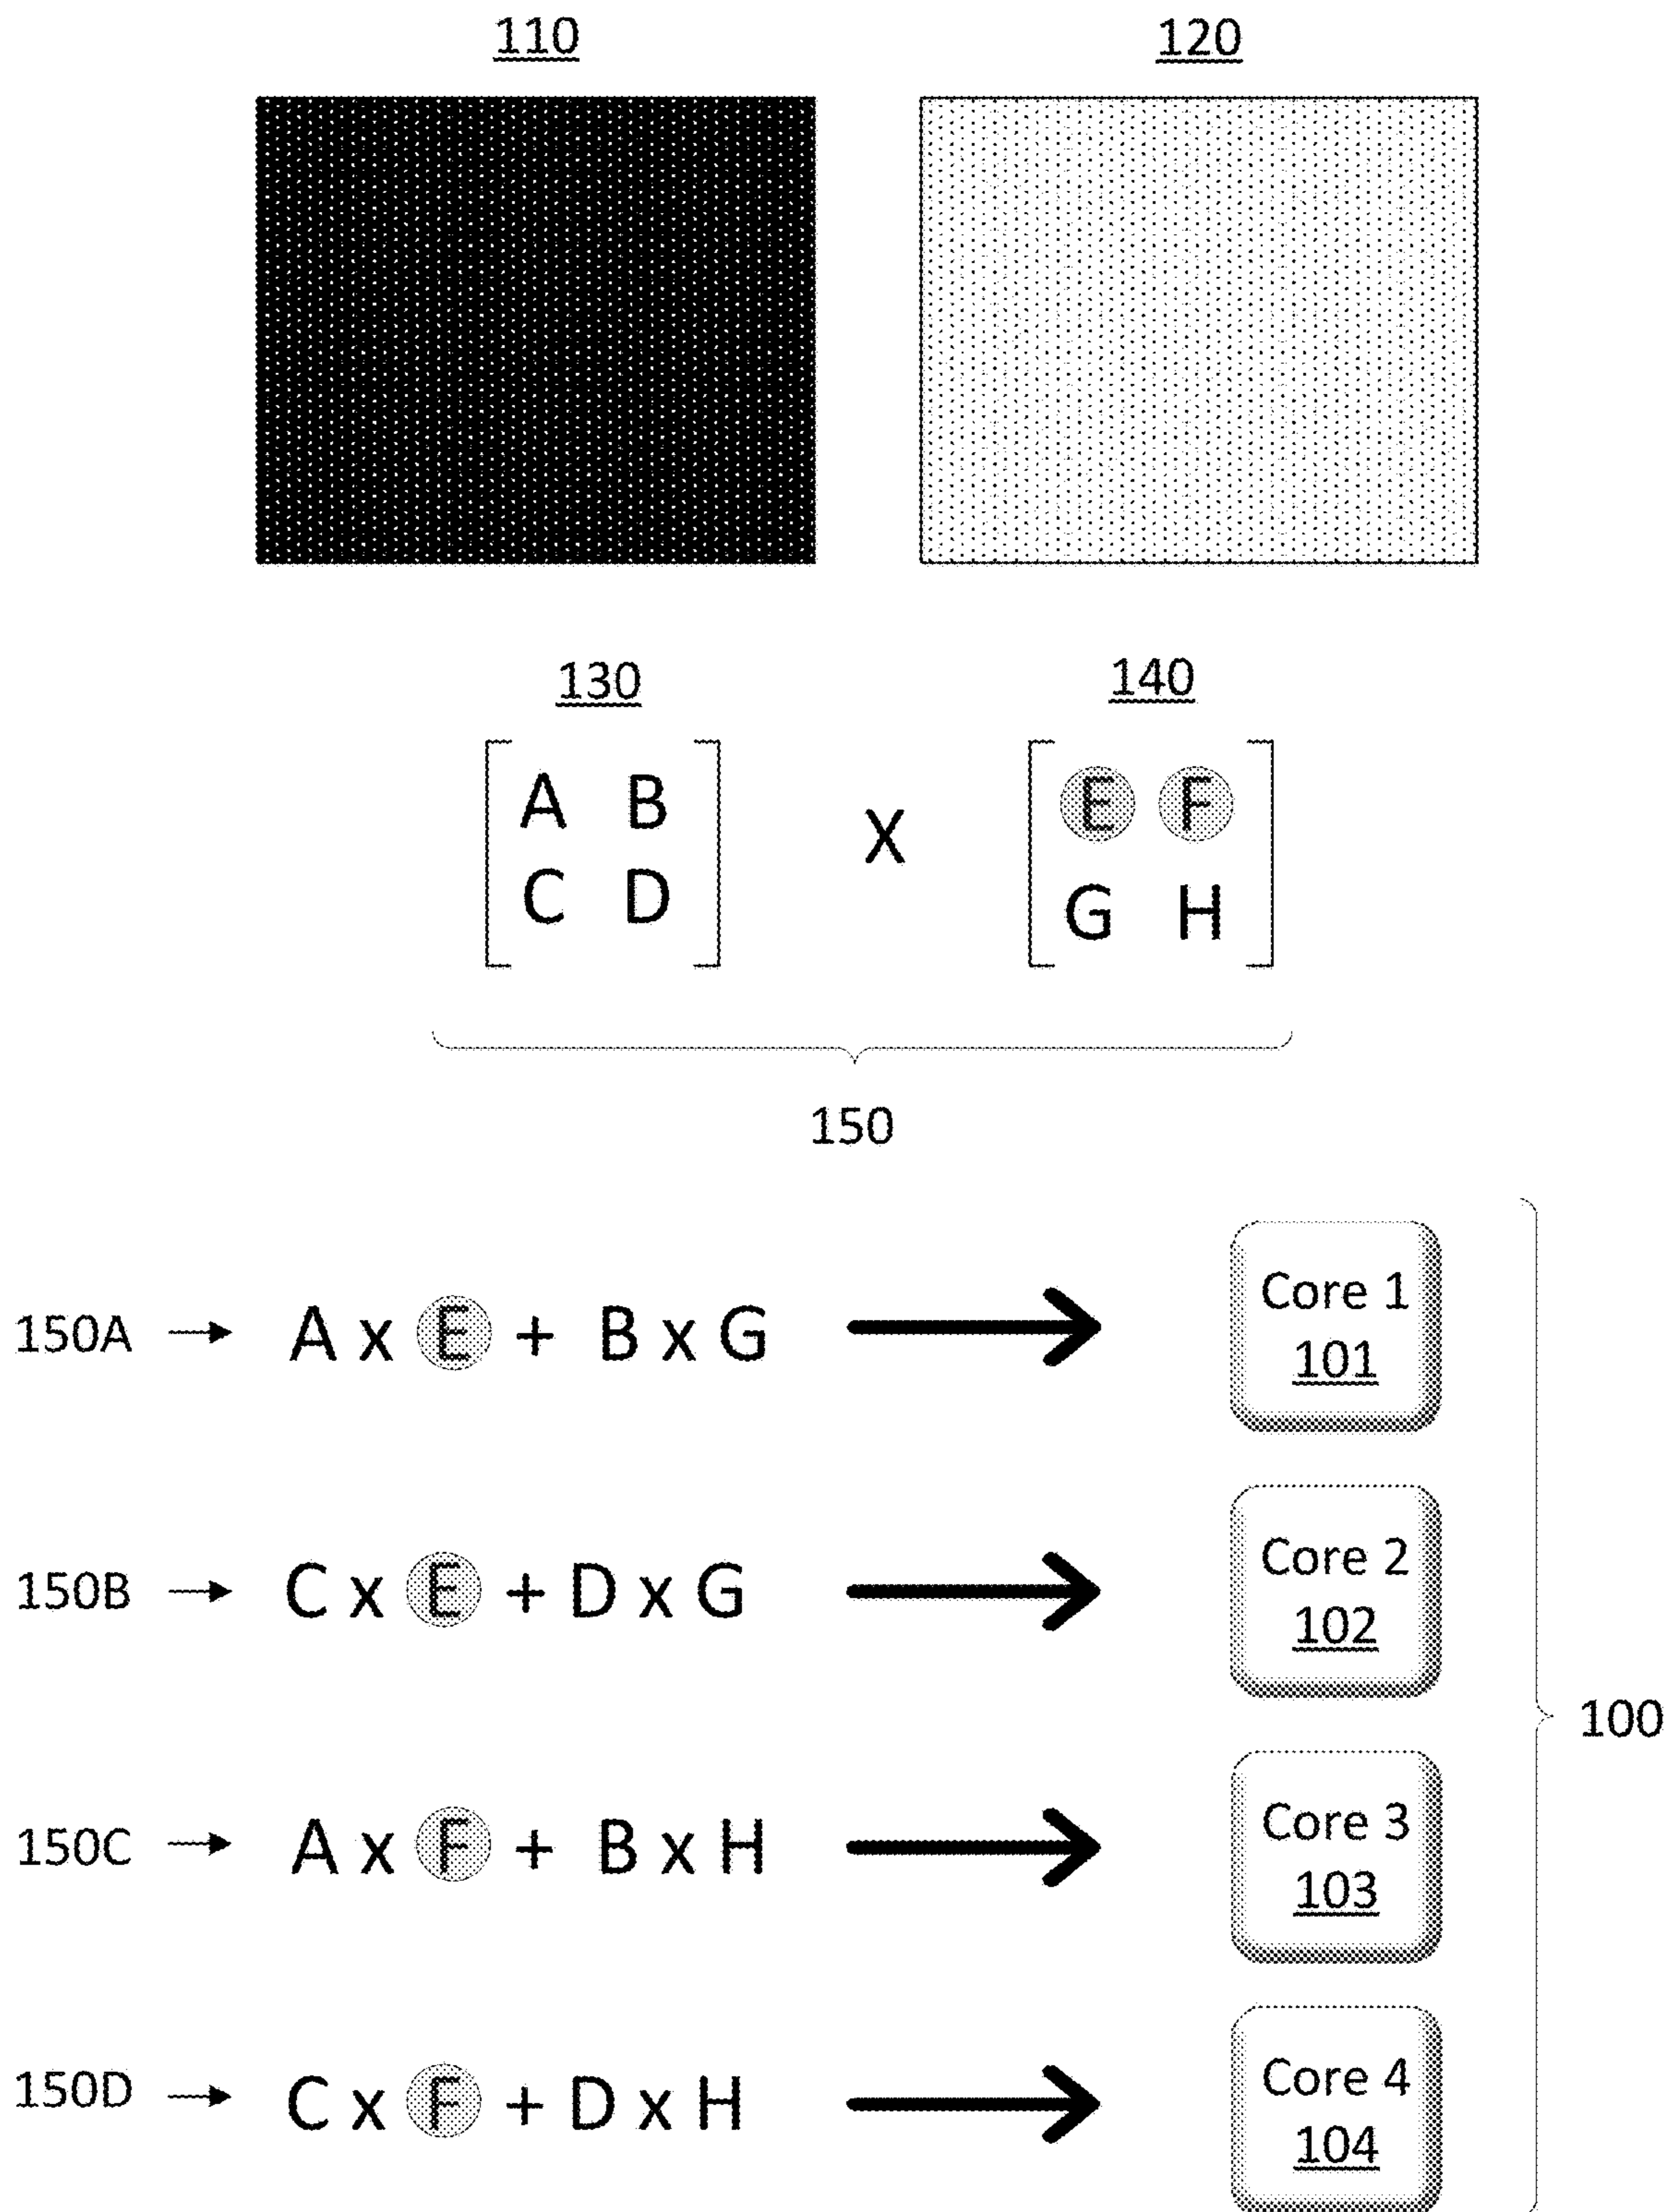 110 120
130 140
A B X E F
C D G H
150
150A A x E + B x G Core 1
101
150B C x E + D x G Core 2
102
100
150C A x F + B x H Core 3
103
150D C x F + D x H Core 4
104